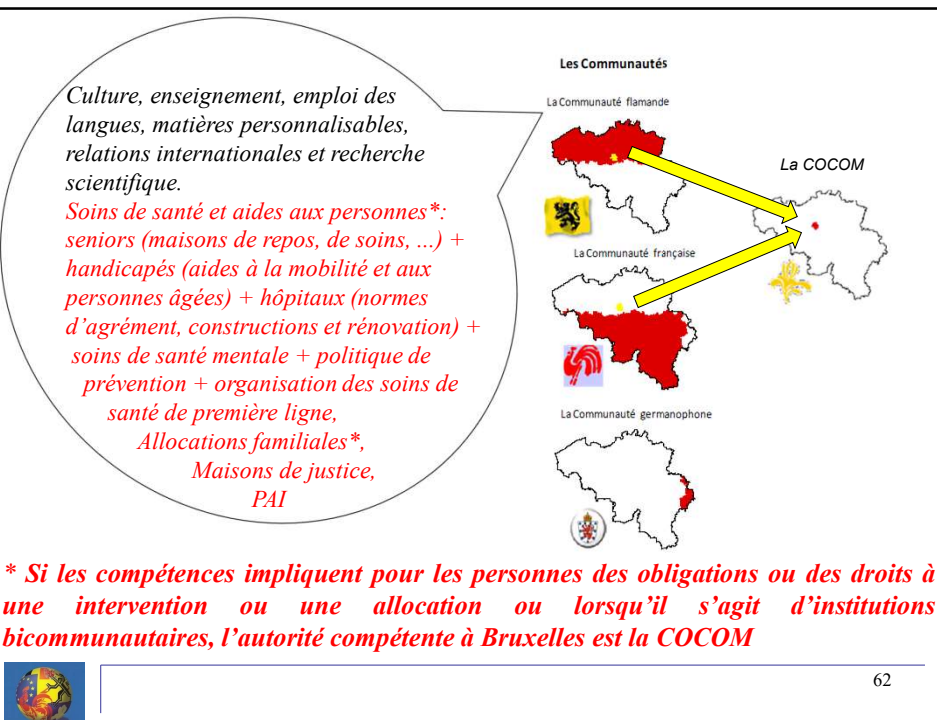 Culture, enseignement, emploi des
langues, matières personnalisables,
relations internationales et recherche
scientifique.
Soins de santé et aides aux personnes*:
seniors (maisons de repos, de soins, ...) +
handicapés (aides à la mobilité et aux
personnes âgées) + hôpitaux (normes
d’agrément, constructions et rénovation) +
soins de santé mentale + politique de
prévention + organisation des soins de
santé de première ligne,
Allocations familiales*,
Maisons de justice,
PAI
Les Communautés
La Communauté flamande
La COCOM
La Communauté française
La Communauté germanophone
* Si les compétences impliquent pour les personnes des obligations ou des droits à
une intervention ou une allocation ou lorsqu’il s’agit d’institutions
bicommunautaires, l’autorité compétente à Bruxelles est la COCOM
62